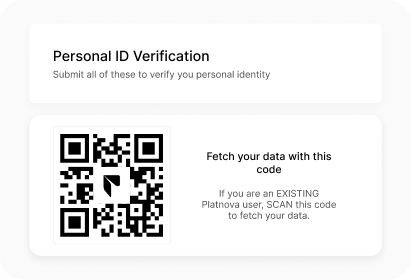 Personal ID Verification
Submit all of these to verify you personal identity
Fetch your data with this
code
If you are an EXISTING
Platnova user, SCAN this code
to fetch your data.